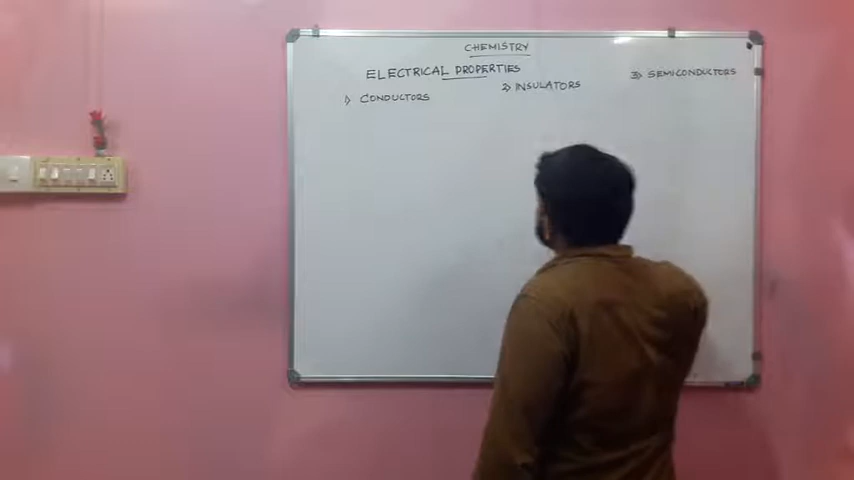 CHEMISTRY
ELECTRICAL PROPERTIES
1) CONDUCTORS
2) INSULATORS
3) SEMICONDUCTORS